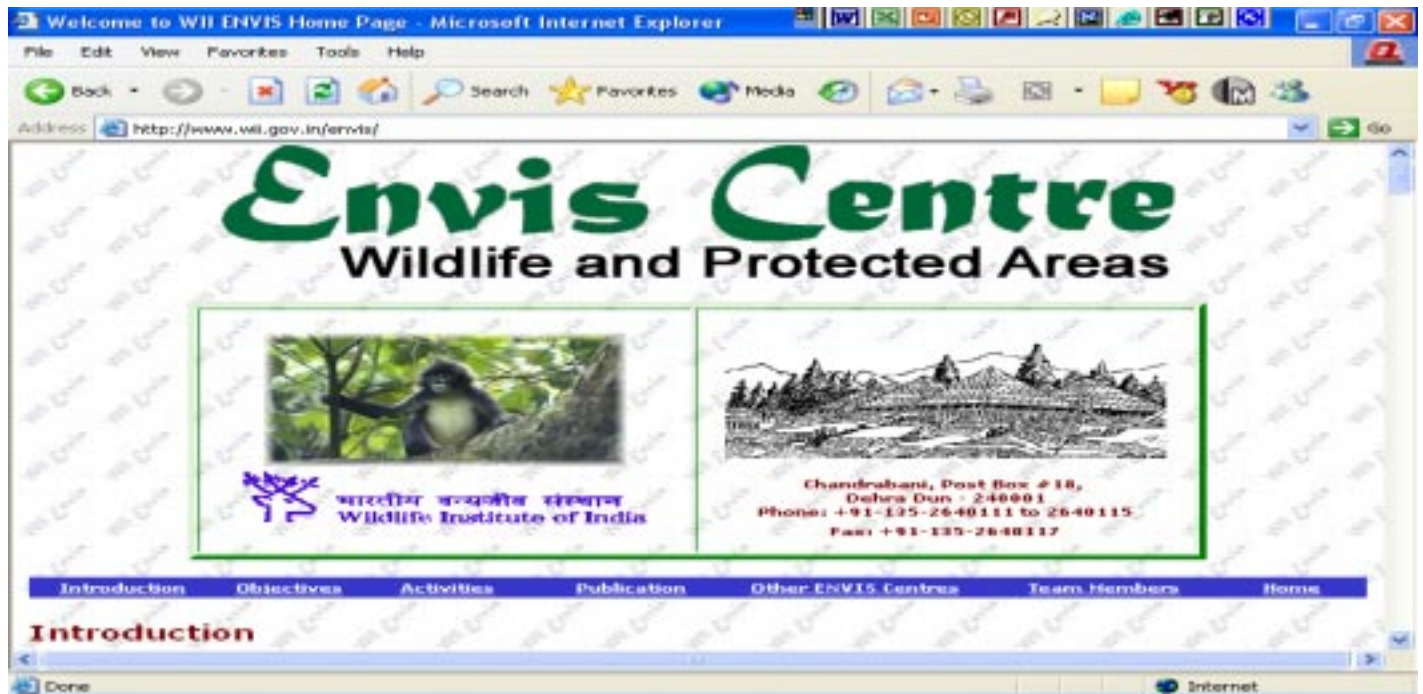 Welcome to WII ENVIS Home Page - Microsoft Internet Explorer
File Edit View Favorites Tools Help
Back Search Favorites Media
Address http://www.wii.gov.in/envis/ Go
Envis Centre
Wildlife and Protected Areas
भारतीय वन्यजीव संस्थान
Wildlife Institute of India
Chandrabani, Post Box #18,
Dehra Dun - 248001
Phone: +91-135-2640111 to 2640115
Fax: +91-135-2640117
Introduction Objectives Activities Publication Other ENVIS Centres Team Members Home
Introduction
Done Internet